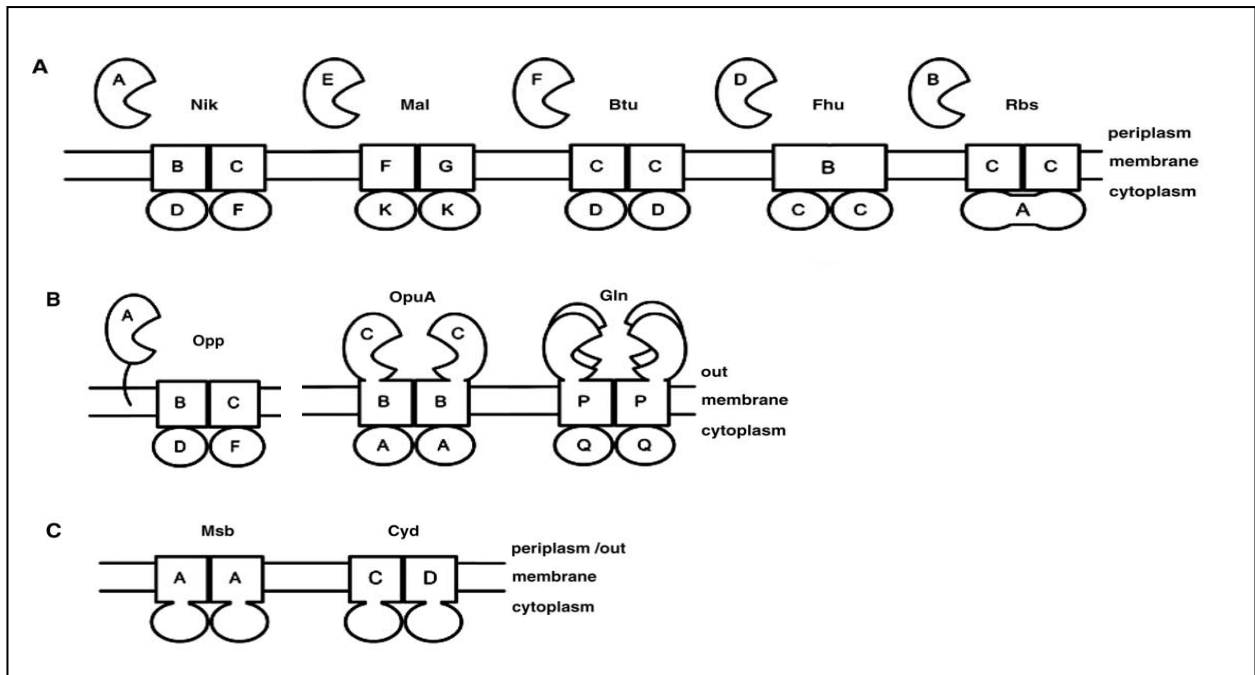 A
A
Nik
B C
D F
E
Mal
F G
K K
F
Btu
C C
D D
D
Fhu
B
C C
B
Rbs
C C
A
periplasm
membrane
cytoplasm
B
A
Opp
B C
D F
OpuA
C C
B B
A A
Gln
P P
Q Q
out
membrane
cytoplasm
C
Msb
A A
Cyd
C D
periplasm /out
membrane
cytoplasm